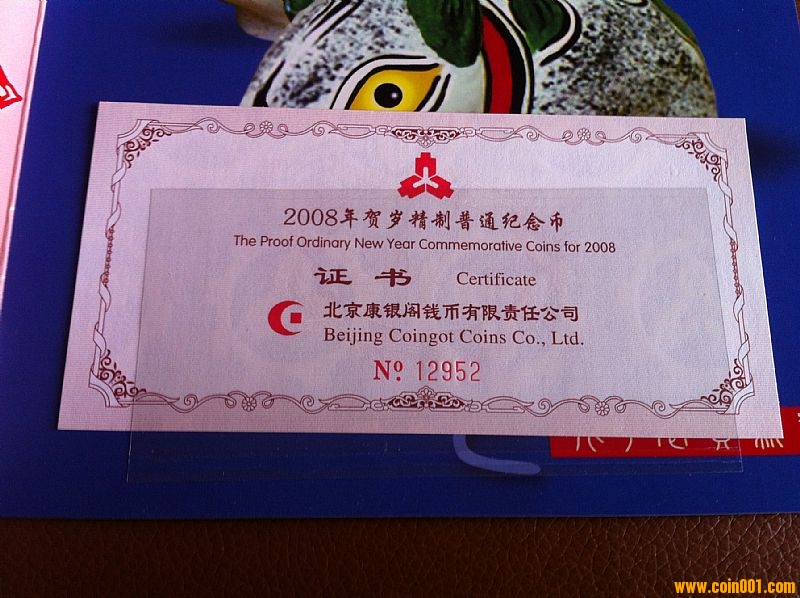 2008年贺岁精制普通纪念币
The Proof Ordinary New Year Commemorative Coins for 2008
证书 Certificate
北京康银阁钱币有限责任公司
Beijing Coingot Coins Co., Ltd.
Nº 12952
www.coin001.com